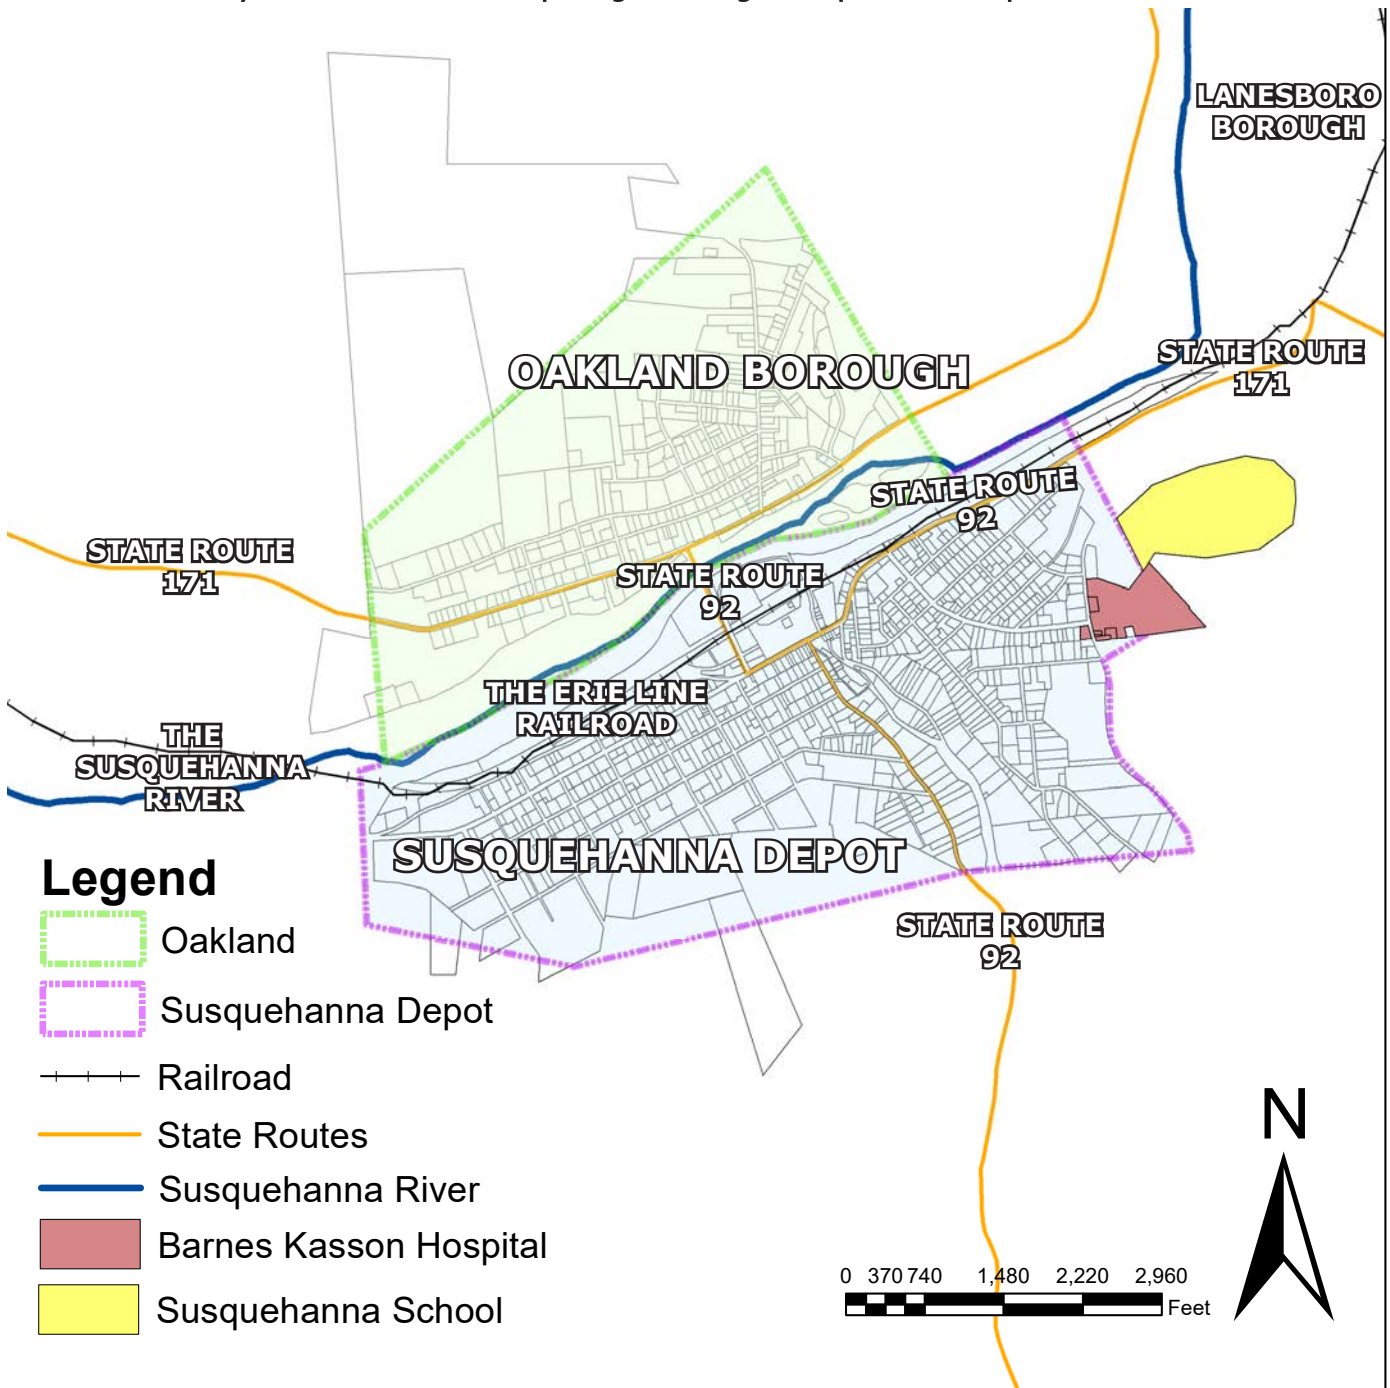 LANESBORO
BOROUGH
STATE ROUTE
171
OAKLAND BOROUGH
STATE ROUTE
92
STATE ROUTE
171
STATE ROUTE
92
THE ERIE LINE
RAILROAD
THE
SUSQUEHANNA
RIVER
SUSQUEHANNA DEPOT
STATE ROUTE
92
Legend
Oakland
Susquehanna Depot
Railroad
State Routes
Susquehanna River
Barnes Kasson Hospital
Susquehanna School
N
0 370 740 1,480 2,220 2,960
Feet